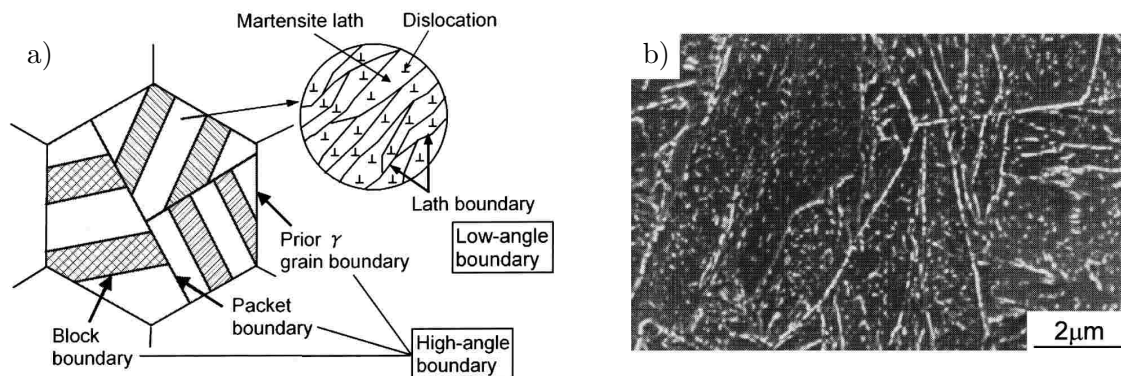 a)
Martensite lath
Dislocation
Lath boundary
Low-angle
boundary
Prior γ
grain boundary
Packet
boundary
Block
boundary
High-angle
boundary
b)
2μm